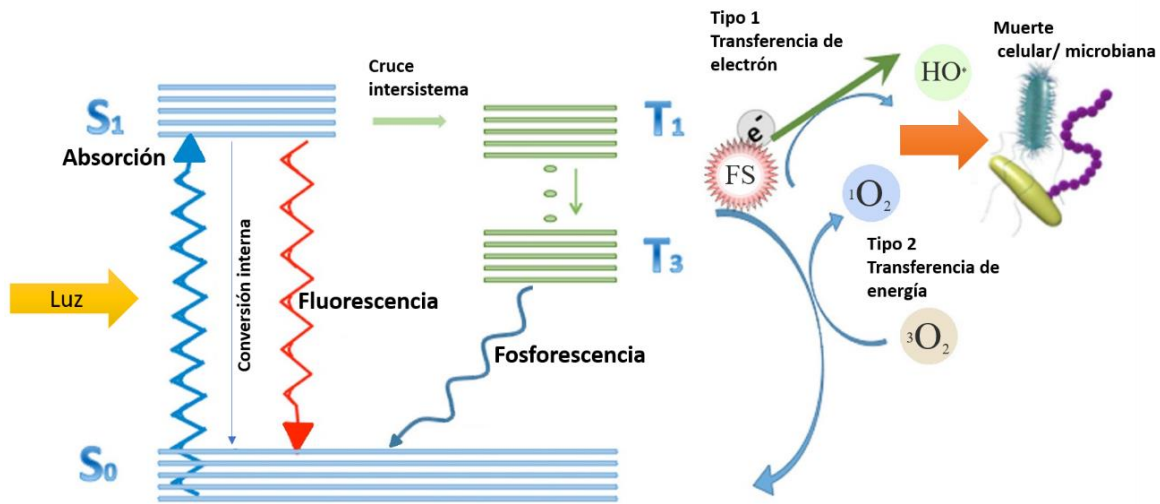 Tipo 1
Transferencia de
electrón
Muerte
celular/ microbiana
Cruce
intersistema
HO•
S1
T1
e-
Absorción
FS
1O2
Conversión interna
T3
Tipo 2
Transferencia de
energía
Luz
Fluorescencia
3O2
Fosforescencia
S0